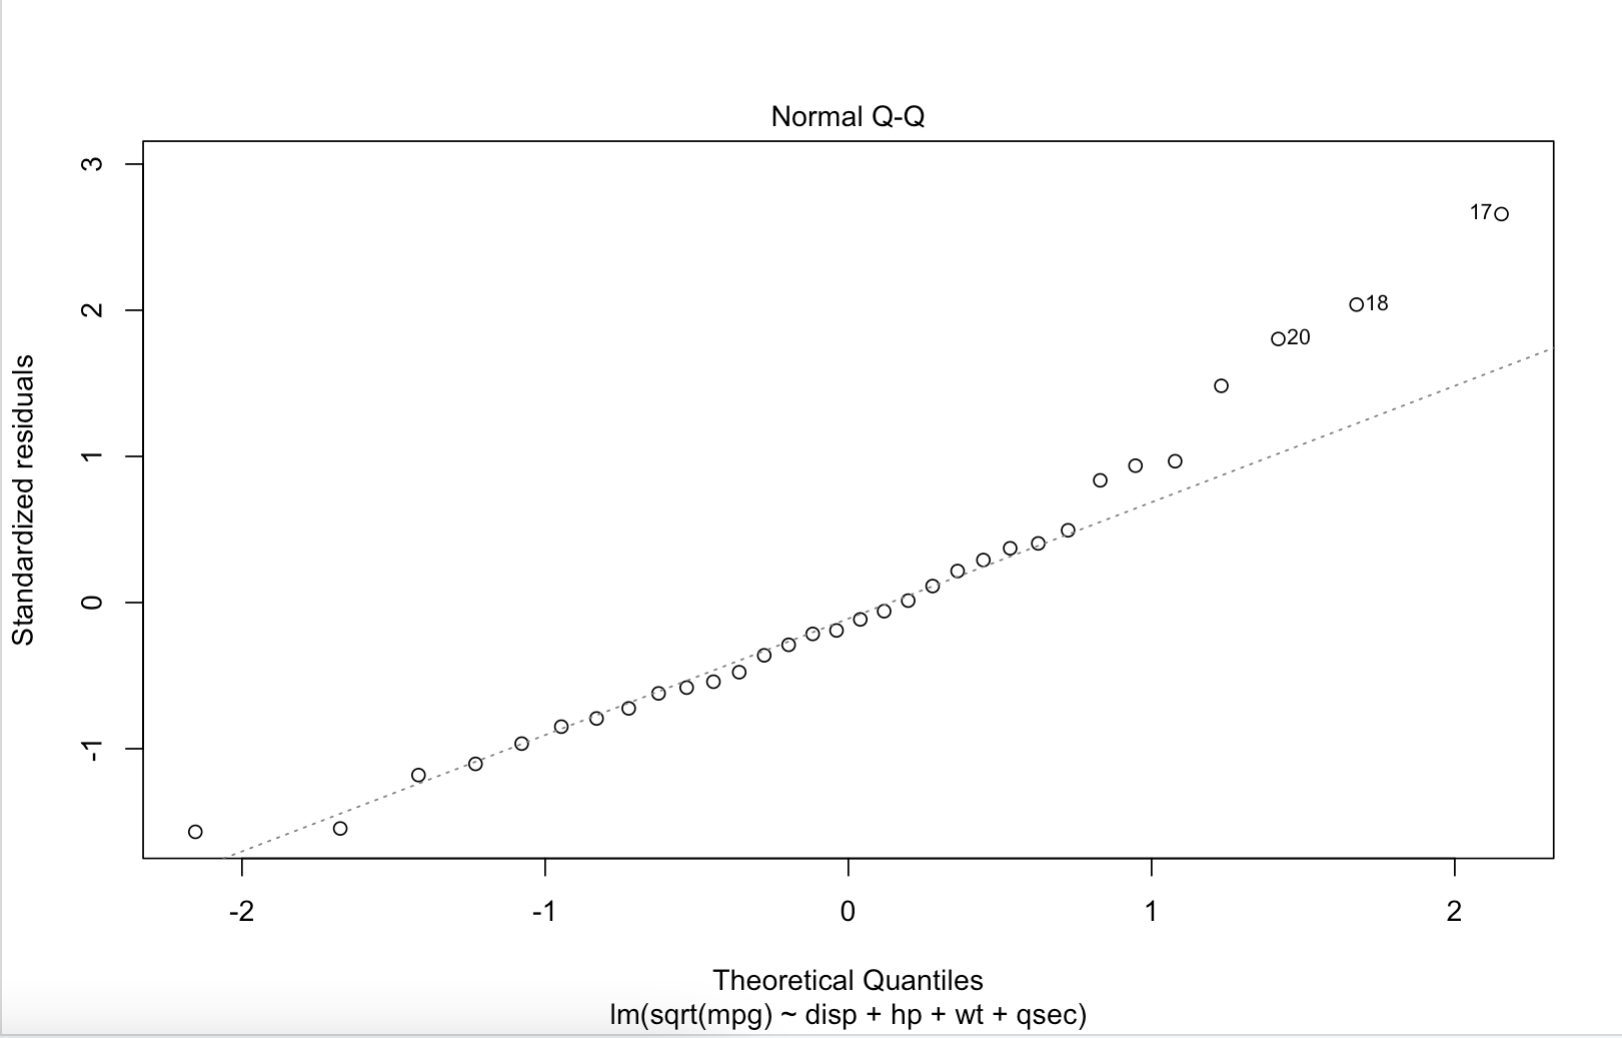 Normal Q-Q
3
2
1
0
-1
Standardized residuals
17
18
20
-2 -1 0 1 2
Theoretical Quantiles
lm(sqrt(mpg) ~ disp + hp + wt + qsec)